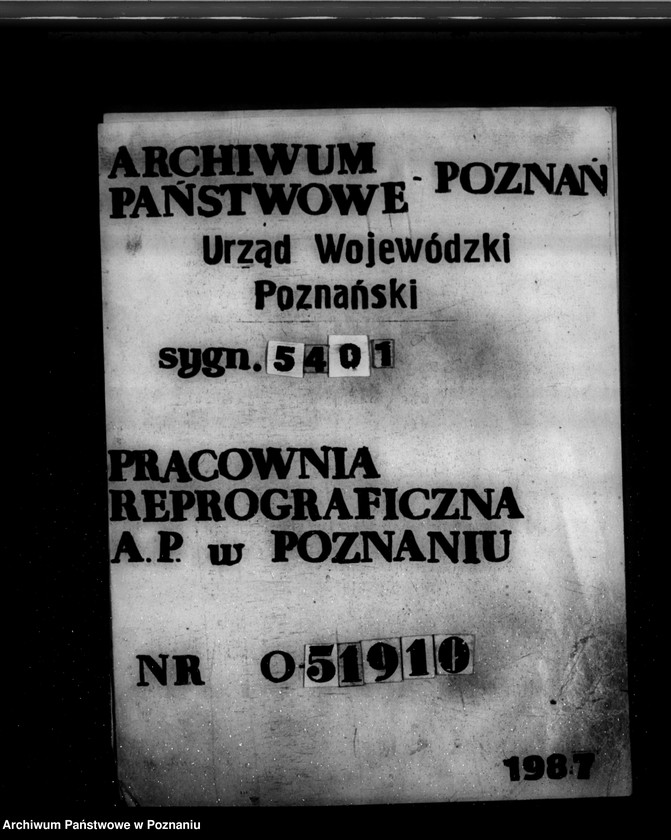 ARCHIWUM
PAŃSTWOWE - POZNAŃ
Urząd Wojewódzki
Poznański
sygn. 5401
PRACOWNIA
REPROGRAFICZNA
A.P. w POZNANIU
NR O-51910
1987
Archiwum Państwowe w Poznaniu